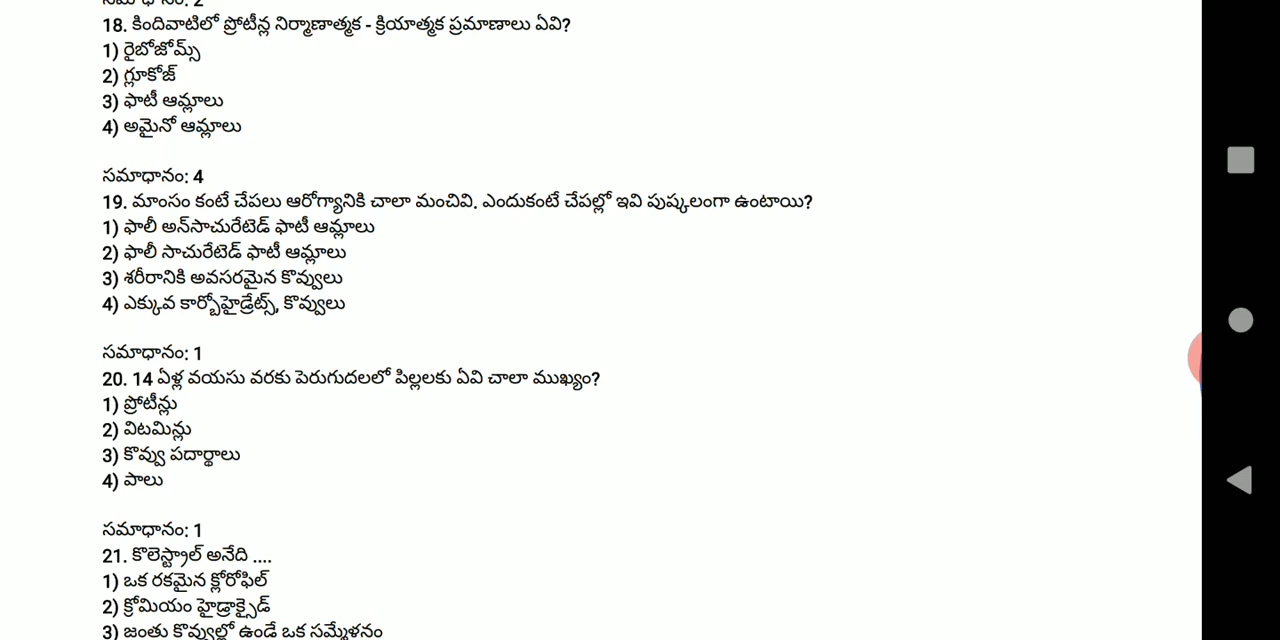 సమాధానం: 2
18. కిందివాటిలో ప్రోటీన్ల నిర్మాణాత్మక - క్రియాత్మక ప్రమాణాలు ఏవి?
1) రైబోజోమ్స్
2) గ్లూకోజ్
3) ఫాటీ ఆమ్లాలు
4) అమైనో ఆమ్లాలు
సమాధానం: 4
19. మాంసం కంటే చేపలు ఆరోగ్యానికి చాలా మంచివి. ఎందుకంటే చేపల్లో ఇవి పుష్కలంగా ఉంటాయి?
1) ఫాలీ అన్‌సాచురేటెడ్ ఫాటీ ఆమ్లాలు
2) ఫాలీ సాచురేటెడ్ ఫాటీ ఆమ్లాలు
3) శరీరానికి అవసరమైన కొవ్వులు
4) ఎక్కువ కార్బోహైడ్రేట్స్, కొవ్వులు
సమాధానం: 1
20. 14 ఏళ్ల వయసు వరకు పెరుగుదలలో పిల్లలకు ఏవి చాలా ముఖ్యం?
1) ప్రోటీన్లు
2) విటమిన్లు
3) కొవ్వు పదార్థాలు
4) పాలు
సమాధానం: 1
21. కొలెస్ట్రాల్ అనేది ....
1) ఒక రకమైన క్లోరోఫిల్
2) క్రోమియం హైడ్రాక్సైడ్
3) జంతు కొవ్వుల్లో ఉండే ఒక సమ్మేళనం